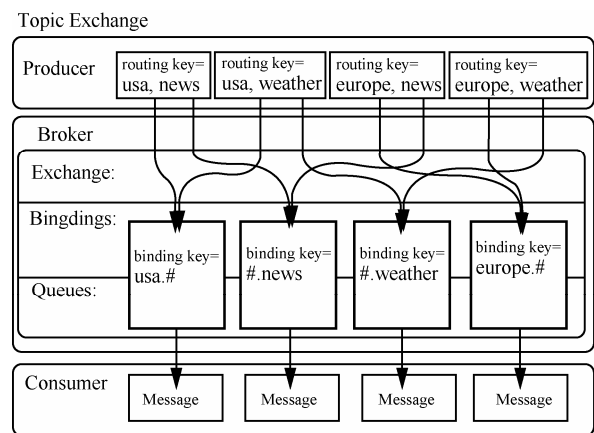 Topic Exchange
Producer
routing key=
usa, news
routing key=
usa, weather
routing key=
europe, news
routing key=
europe, weather
Broker
Exchange:
Bingdings:
binding key=
usa.#
binding key=
#.news
binding key=
#.weather
binding key=
europe.#
Queues:
Consumer
Message
Message
Message
Message